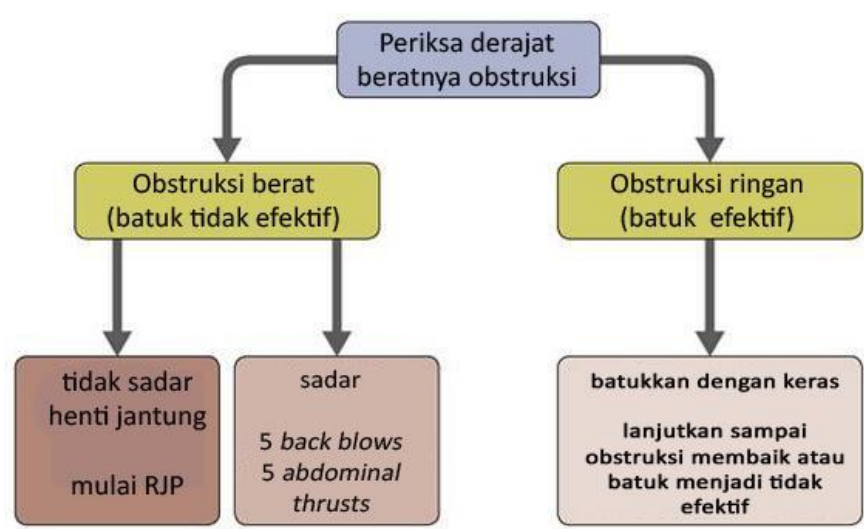 Periksa derajat
beratnya obstruksi
Obstruksi berat
(batuk tidak efektif)
Obstruksi ringan
(batuk efektif)
tidak sadar
henti jantung
mulai RJP
sadar
5 back blows
5 abdominal
thrusts
batukkan dengan keras
lanjutkan sampai
obstruksi membaik atau
batuk menjadi tidak
efektif